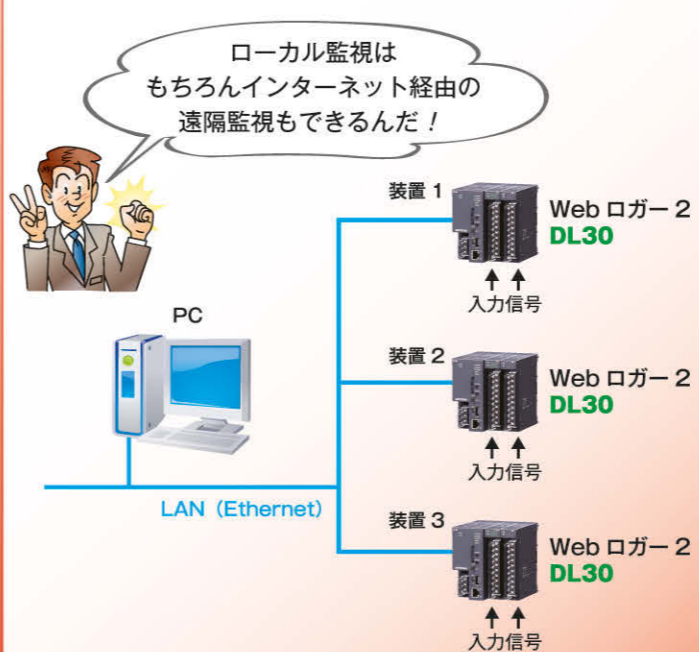 ローカル監視は
もちろんインターネット経由の
遠隔監視もできるんだ！
装置 1
Web ロガー 2
DL30
入力信号
PC
装置 2
Web ロガー 2
DL30
入力信号
LAN（Ethernet）
装置 3
Web ロガー 2
DL30
入力信号